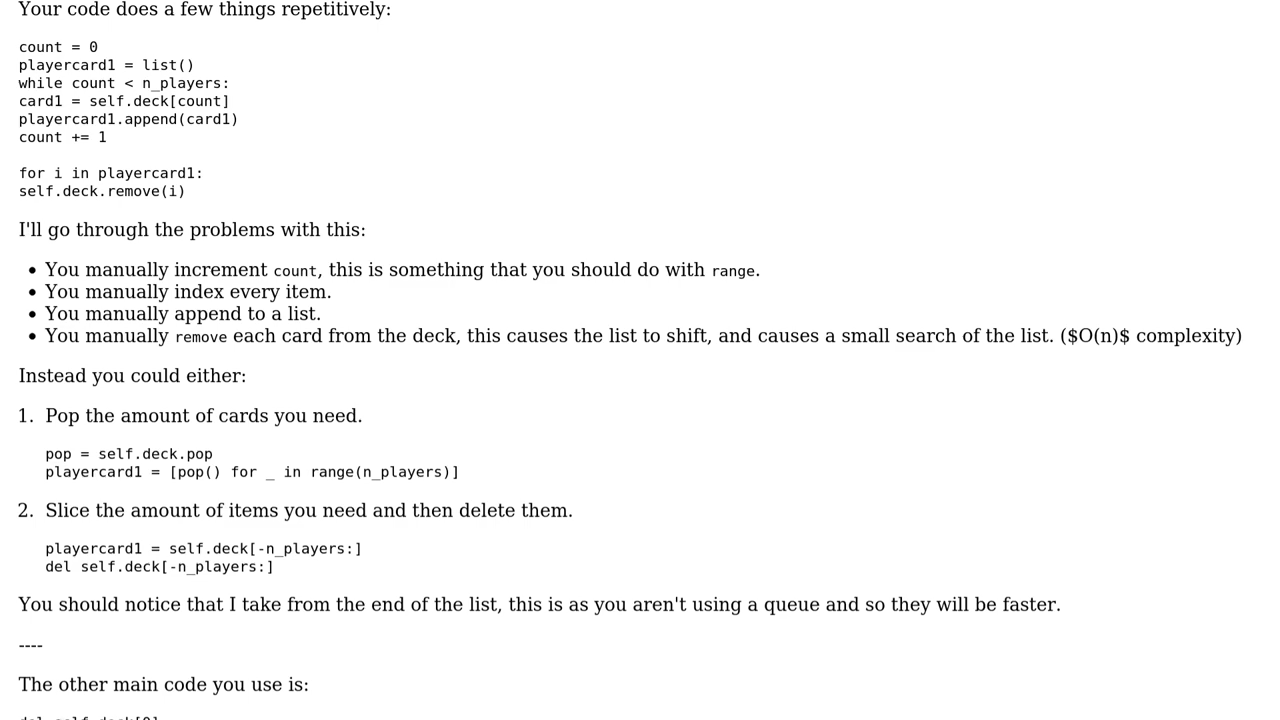 Your code does a few things repetitively:
count = 0
playercard1 = list()
while count < n_players:
card1 = self.deck[count]
playercard1.append(card1)
count += 1
for i in playercard1:
self.deck.remove(i)
I'll go through the problems with this:
• You manually increment count, this is something that you should do with range.
• You manually index every item.
• You manually append to a list.
• You manually remove each card from the deck, this causes the list to shift, and causes a small search of the list. ($O(n)$ complexity)
Instead you could either:
1. Pop the amount of cards you need.
pop = self.deck.pop
playercard1 = [pop() for _ in range(n_players)]
2. Slice the amount of items you need and then delete them.
playercard1 = self.deck[-n_players:]
del self.deck[-n_players:]
You should notice that I take from the end of the list, this is as you aren't using a queue and so they will be faster.
----
The other main code you use is:
del self.deck[0]